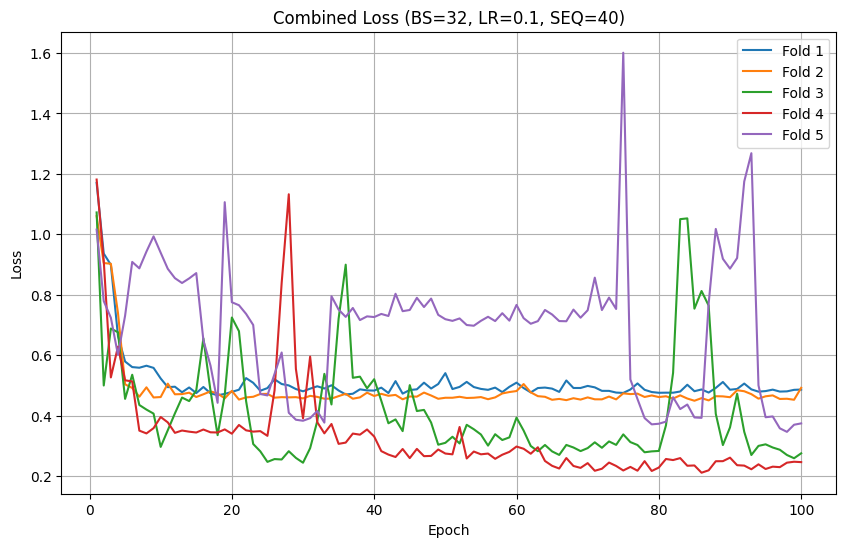 Combined Loss (BS=32, LR=0.1, SEQ=40)
Loss
1.6
1.4
1.2
1.0
0.8
0.6
0.4
0.2
Fold 1
Fold 2
Fold 3
Fold 4
Fold 5
0 20 40 60 80 100
Epoch